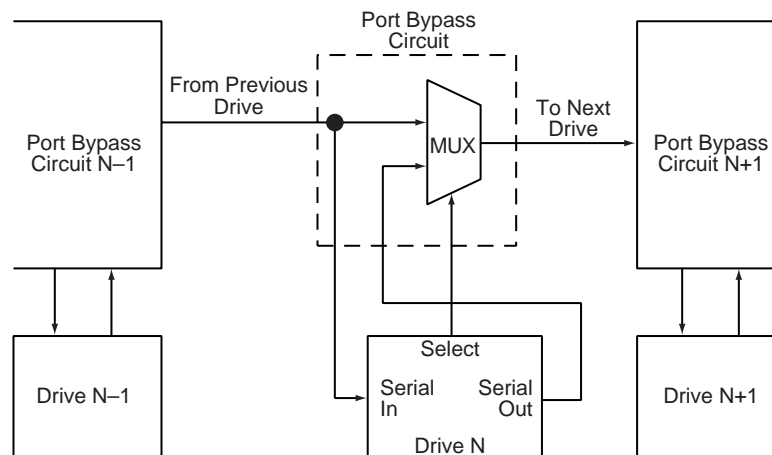 Port Bypass
Circuit
From Previous
Drive
To Next
Drive
Port Bypass
Circuit N–1
MUX
Port Bypass
Circuit N+1
Select
Drive N–1
Serial
In
Serial
Out
Drive N+1
Drive N